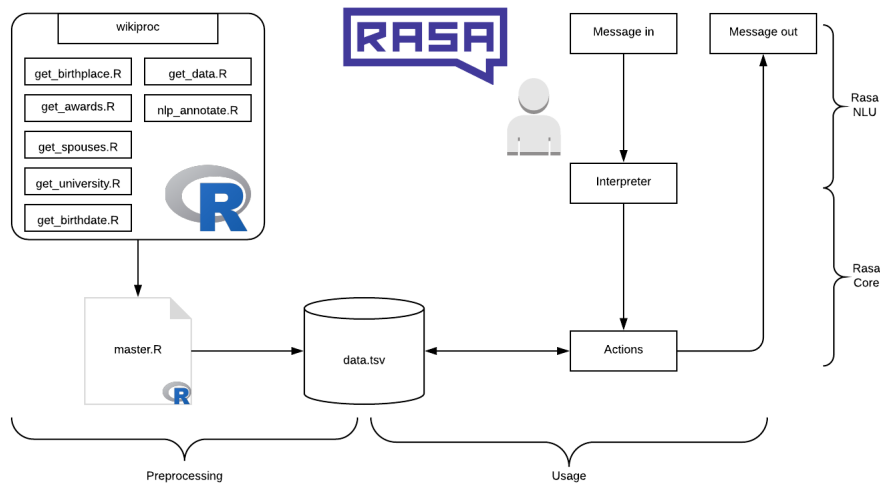 wikiproc
get_birthplace.R
get_data.R
get_awards.R
nlp_annotate.R
get_spouses.R
get_university.R
get_birthdate.R
R
RASA
Message in
Message out
Interpreter
Actions
Rasa
NLU
Rasa
Core
master.R
R
data.tsv
Preprocessing
Usage